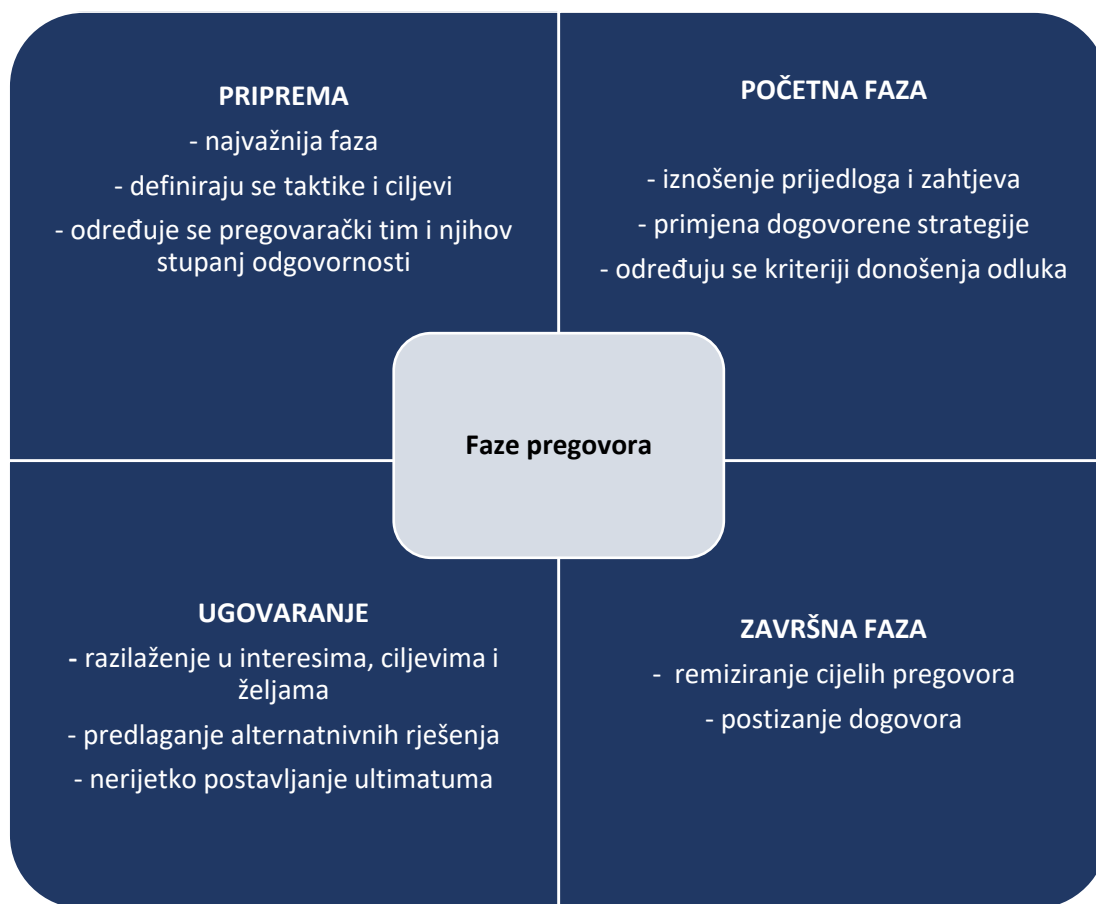 PRIPREMA
- najvažnija faza
- definiraju se taktike i ciljevi
- određuje se pregovarački tim i njihov
stupanj odgovornosti
POČETNA FAZA
- iznošenje prijedloga i zahtjeva
- primjena dogovorene strategije
- određuju se kriteriji donošenja odluka
Faze pregovora
UGOVARANJE
- razilaženje u interesima, ciljevima i
željama
- predlaganje alternatnivnih rješenja
- nerijetko postavljanje ultimatuma
ZAVRŠNA FAZA
- remiziranje cijelih pregovora
- postizanje dogovora